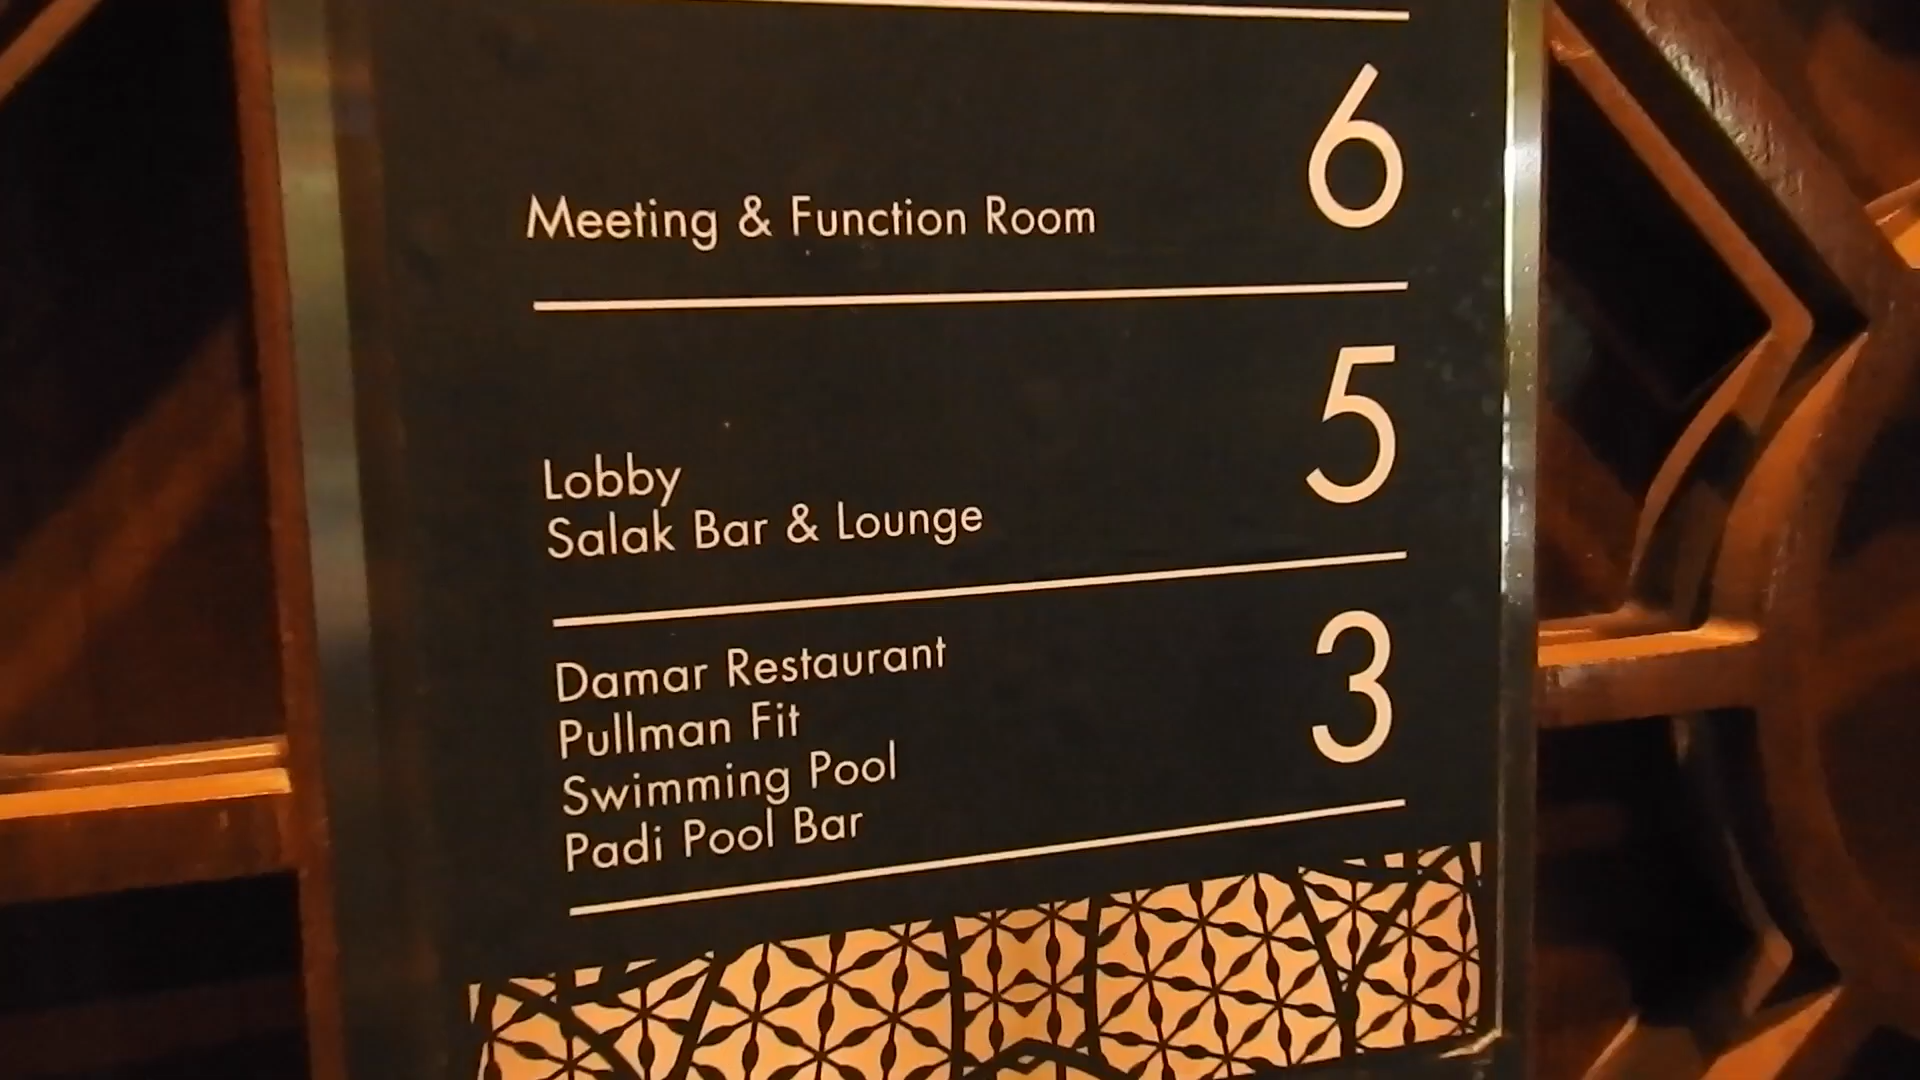 Meeting & Function Room
6
Lobby
Salak Bar & Lounge
5
Damar Restaurant
Pullman Fit
Swimming Pool
Padi Pool Bar
3